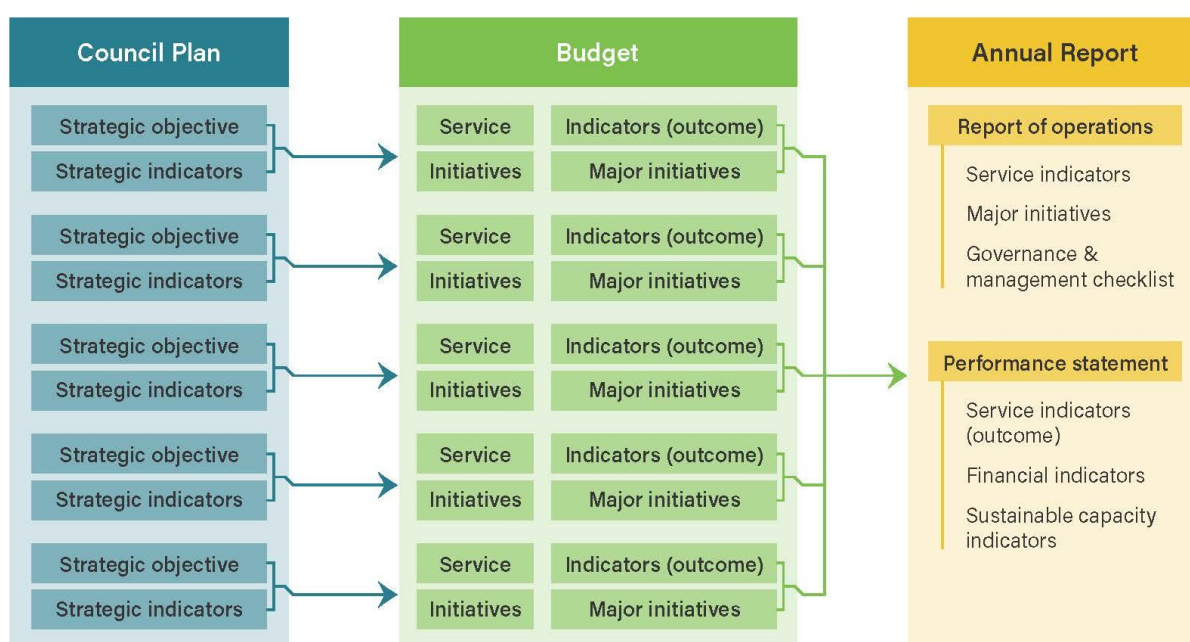 Council Plan
Strategic objective
Strategic indicators
Strategic objective
Strategic indicators
Strategic objective
Strategic indicators
Strategic objective
Strategic indicators
Strategic objective
Strategic indicators
Budget
Service
Indicators (outcome)
Initiatives
Major initiatives
Service
Indicators (outcome)
Initiatives
Major initiatives
Service
Indicators (outcome)
Initiatives
Major initiatives
Service
Indicators (outcome)
Initiatives
Major initiatives
Service
Indicators (outcome)
Initiatives
Major initiatives
Annual Report
Report of operations
Service indicators
Major initiatives
Governance &
management checklist
Performance statement
Service indicators
(outcome)
Financial indicators
Sustainable capacity
indicators